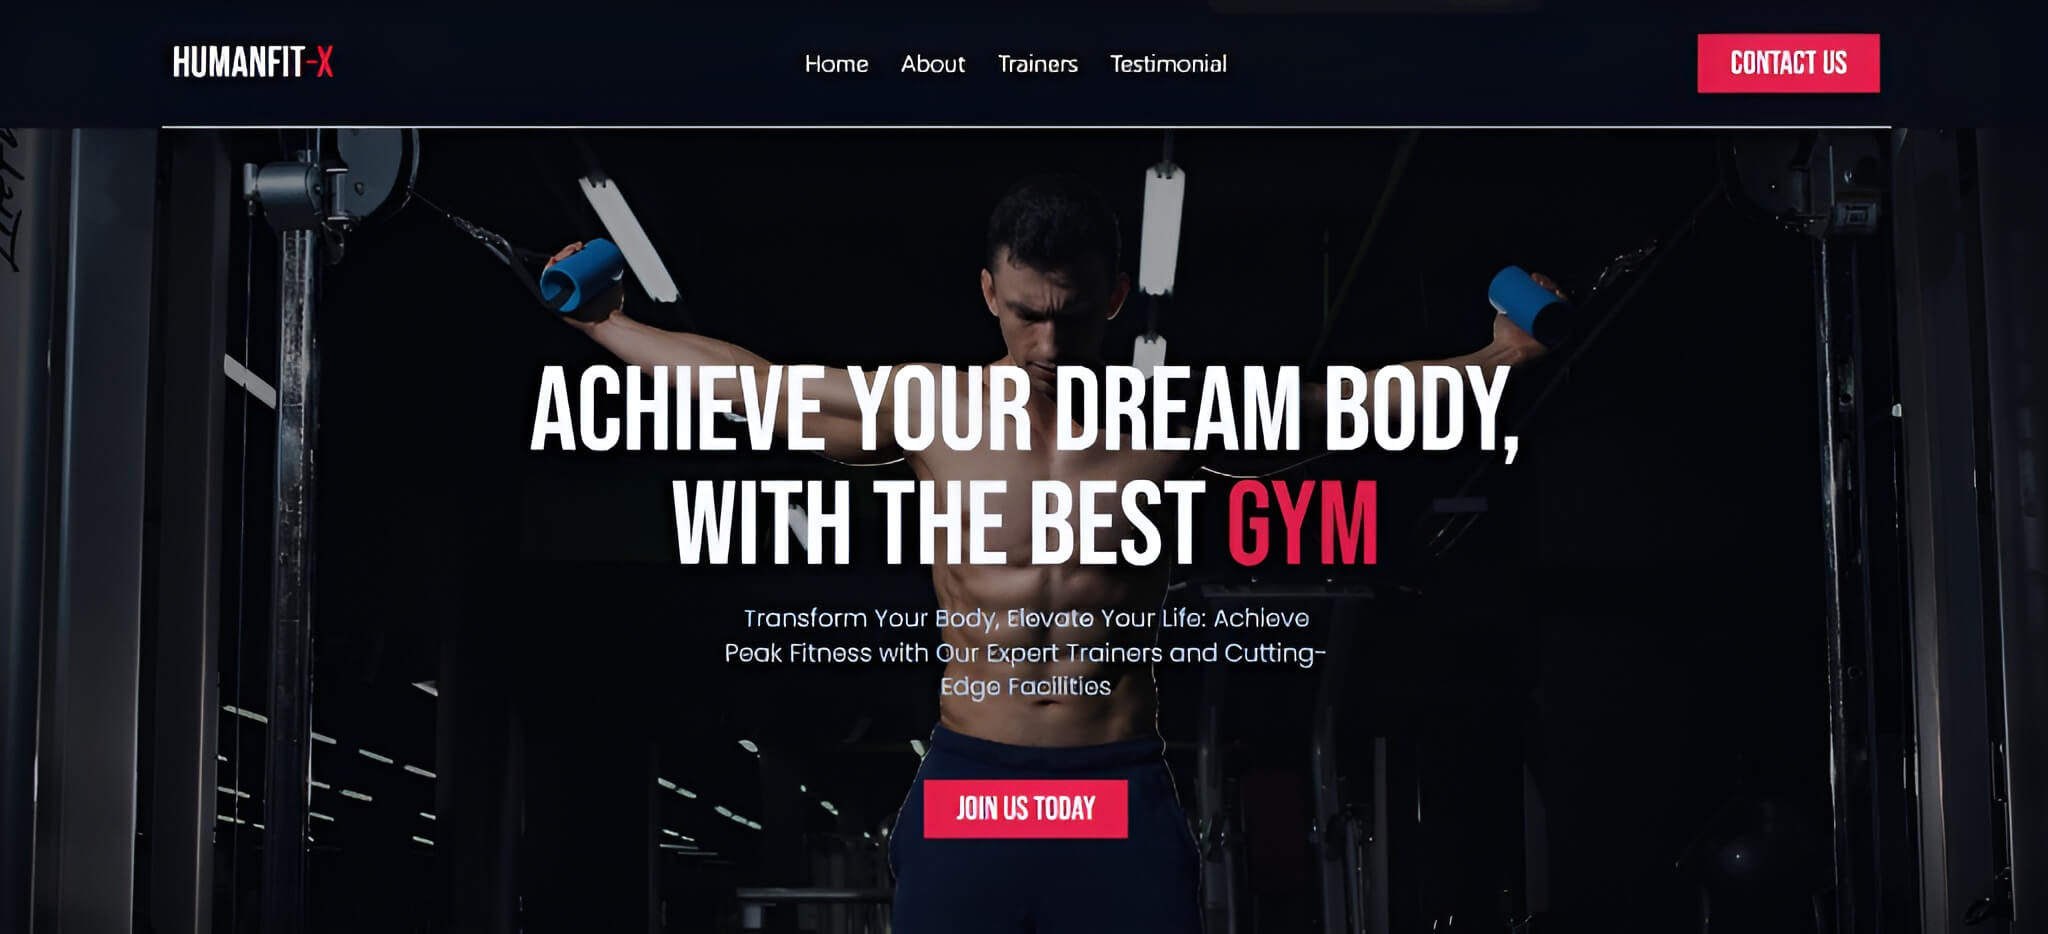 HUMANFIT-X
Home About Trainers Testimonial
CONTACT US
ACHIEVE YOUR DREAM BODY,
WITH THE BEST GYM
Transform Your Body, Elevate Your Life: Achieve
Peak Fitness with Our Expert Trainers and Cutting-
Edge Facilities
JOIN US TODAY